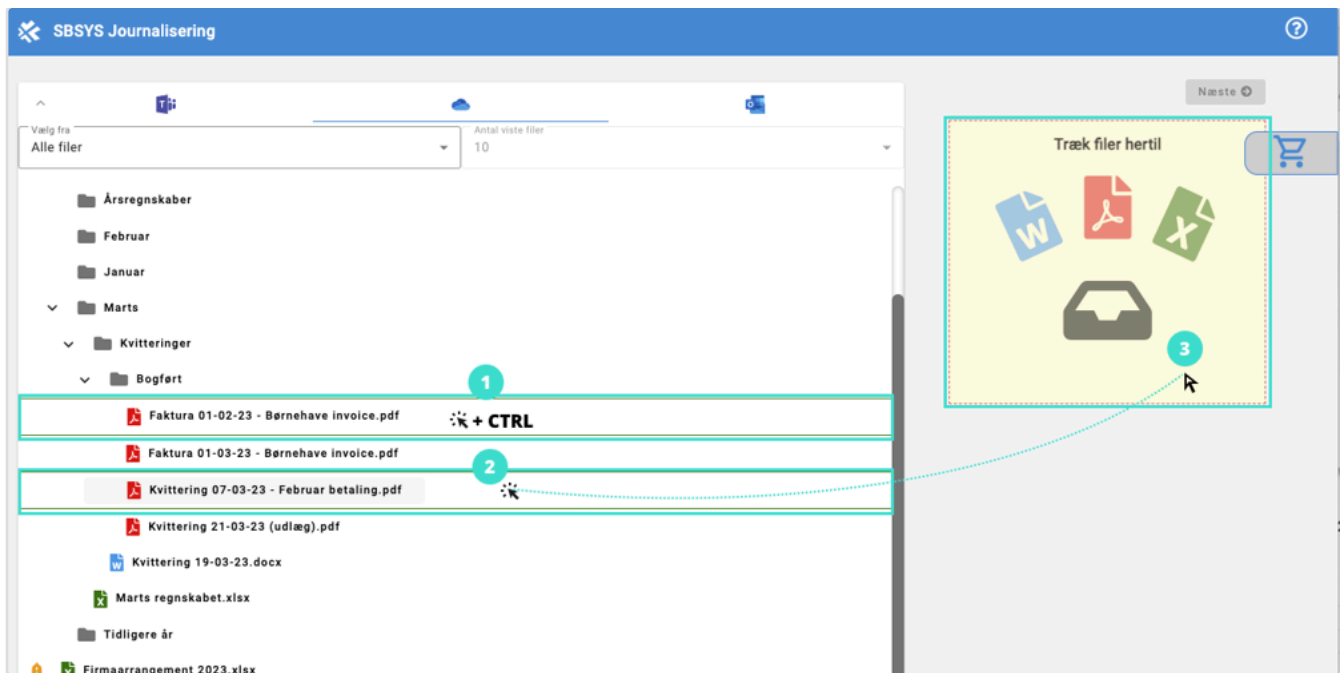 SBSYS Journalisering
Næste
Vælg fra
Alle filer
Antal viste filer
10
Træk filer hertil
Årsregnskaber
Februar
Januar
Marts
Kvitteringer
Bogført
1
Faktura 01-02-23 - Børnehave invoice.pdf
+ CTRL
Faktura 01-03-23 - Børnehave invoice.pdf
2
Kvittering 07-03-23 - Februar betaling.pdf
3
Kvittering 21-03-23 (udlæg).pdf
Kvittering 19-03-23.docx
Marts regnskabet.xlsx
Tidligere år
Firmaarrangement 2023.xlsx